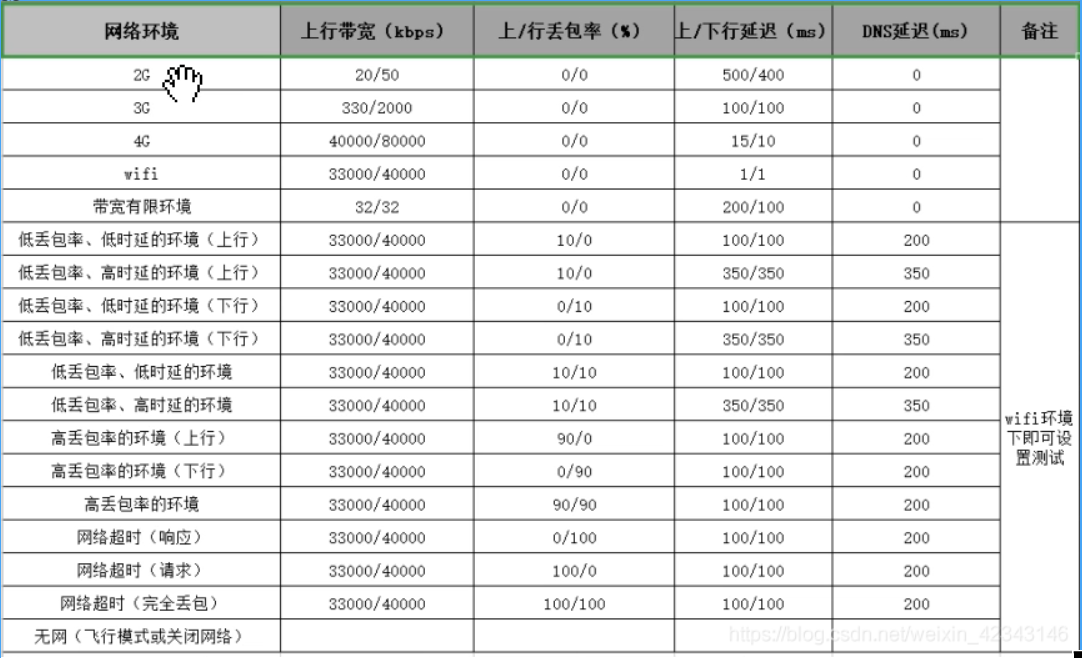 网络环境 上行带宽（kbps） 上/行丢包率（%） 上/下行延迟（ms） DNS延迟(ms) 备注
2G 20/50 0/0 500/400 0
3G 330/2000 0/0 100/100 0
4G 40000/80000 0/0 15/10 0
wifi 33000/40000 0/0 1/1 0
带宽有限环境 32/32 0/0 200/100 0
低丢包率、低时延的环境（上行） 33000/40000 10/0 100/100 200
低丢包率、高时延的环境（上行） 33000/40000 10/0 350/350 350
低丢包率、低时延的环境（下行） 33000/40000 0/10 100/100 200
低丢包率、高时延的环境（下行） 33000/40000 0/10 350/350 350
低丢包率、低时延的环境 33000/40000 10/10 100/100 200
低丢包率、高时延的环境 33000/40000 10/10 350/350 350
高丢包率的环境（上行） 33000/40000 90/0 100/100 200
高丢包率的环境（下行） 33000/40000 0/90 100/100 200
高丢包率的环境 33000/40000 90/90 100/100 200
网络超时（响应） 33000/40000 0/100 100/100 200
网络超时（请求） 33000/40000 100/0 100/100 200
网络超时（完全丢包） 33000/40000 100/100 100/100 200
无网（飞行模式或关闭网络）
wifi环境
下即可设
置测试
https://blog.csdn.net/weixin_42343146